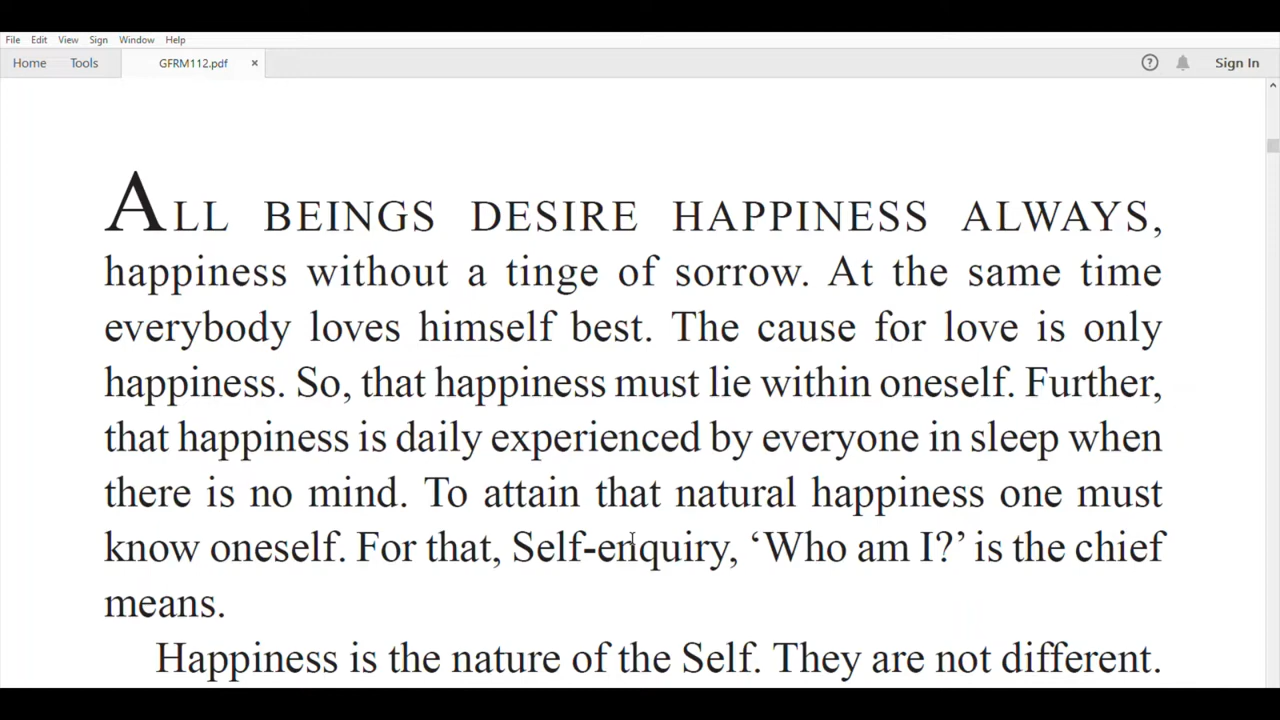 File Edit View Sign Window Help
Home Tools GFRM112.pdf × ? Sign In
ALL BEINGS DESIRE HAPPINESS ALWAYS,
happiness without a tinge of sorrow. At the same time
everybody loves himself best. The cause for love is only
happiness. So, that happiness must lie within oneself. Further,
that happiness is daily experienced by everyone in sleep when
there is no mind. To attain that natural happiness one must
know oneself. For that, Self-enquiry, ‘Who am I?’ is the chief
means.
Happiness is the nature of the Self. They are not different.